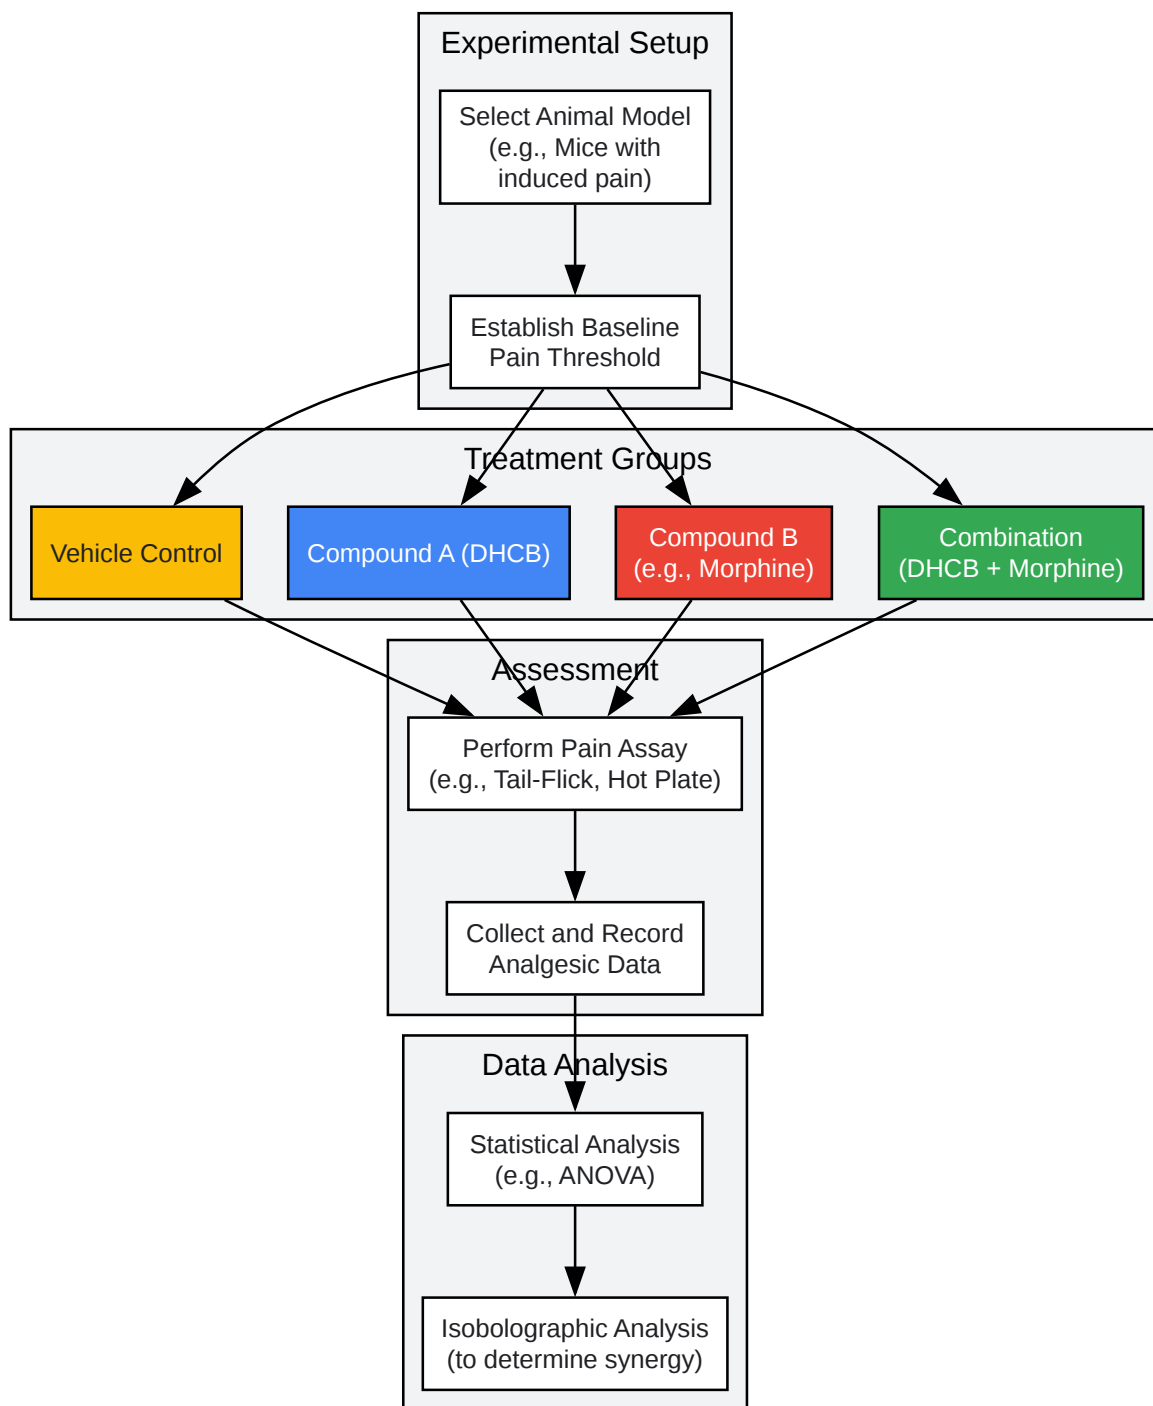 Experimental Setup
Select Animal Model
(e.g., Mice with
induced pain)
Establish Baseline
Pain Threshold
Treatment Groups
Vehicle Control
Compound A (DHCB)
Compound B
(e.g., Morphine)
Combination
(DHCB + Morphine)
Assessment
Perform Pain Assay
(e.g., Tail-Flick, Hot Plate)
Collect and Record
Analgesic Data
Data Analysis
Statistical Analysis
(e.g., ANOVA)
Isobolographic Analysis
(to determine synergy)